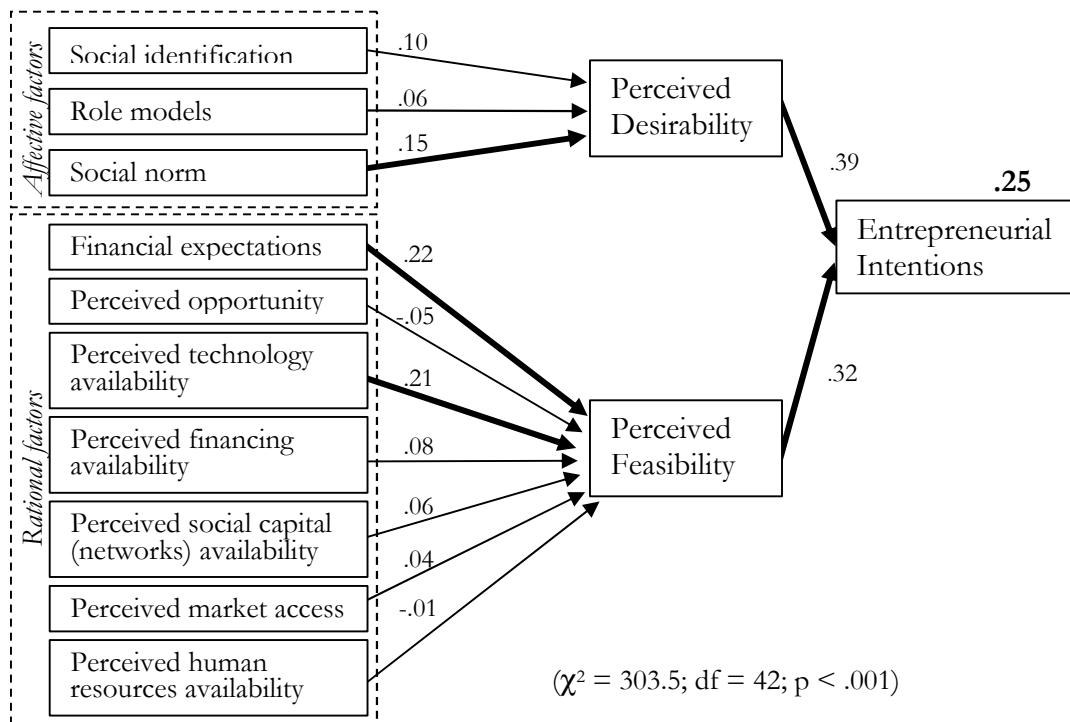 Affective factors
Social identification
Role models
Social norm
.10
.06
.15
Perceived
Desirability
.39
.25
Entrepreneurial
Intentions
.32
Rational factors
Financial expectations
Perceived opportunity
Perceived technology
availability
Perceived financing
availability
Perceived social capital
(networks) availability
Perceived market access
Perceived human
resources availability
.22
-.05
.21
.08
.06
.04
-.01
Perceived
Feasibility
(χ² = 303.5; df = 42; p < .001)